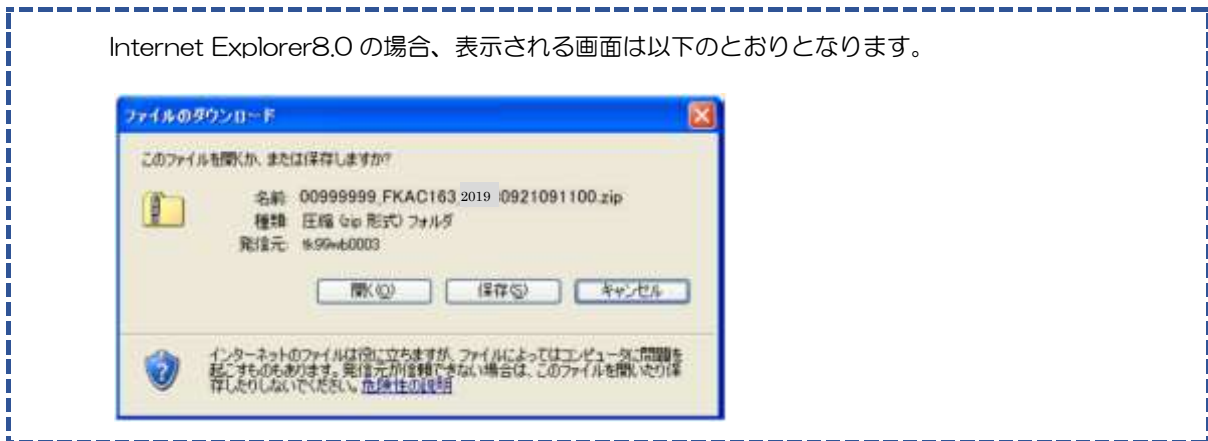 Internet Explorer8.0 の場合、表示される画面は以下のとおりとなります。
ファイルのダウンロード
このファイルを開くか、または保存しますか?
名前: 00999999_FKAC163 2019 0921091100.zip
種類: 圧縮 (zip 形式) フォルダ
発信元: tk99wb0003
開く(O) 保存(S) キャンセル
インターネットのファイルは役に立ちますが、ファイルによってはコンピュータに問題を
起こすものもあります。発信元が信頼できない場合は、このファイルを開いたり保
存したりしないでください。危険性の説明